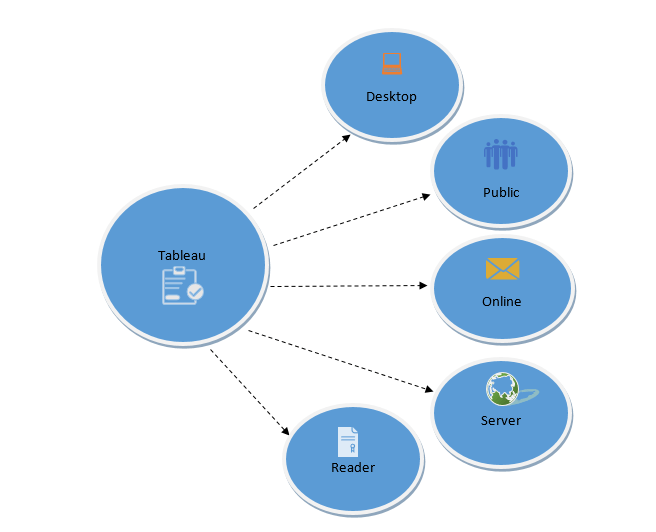 Desktop
Public
Tableau
Online
Server
Reader